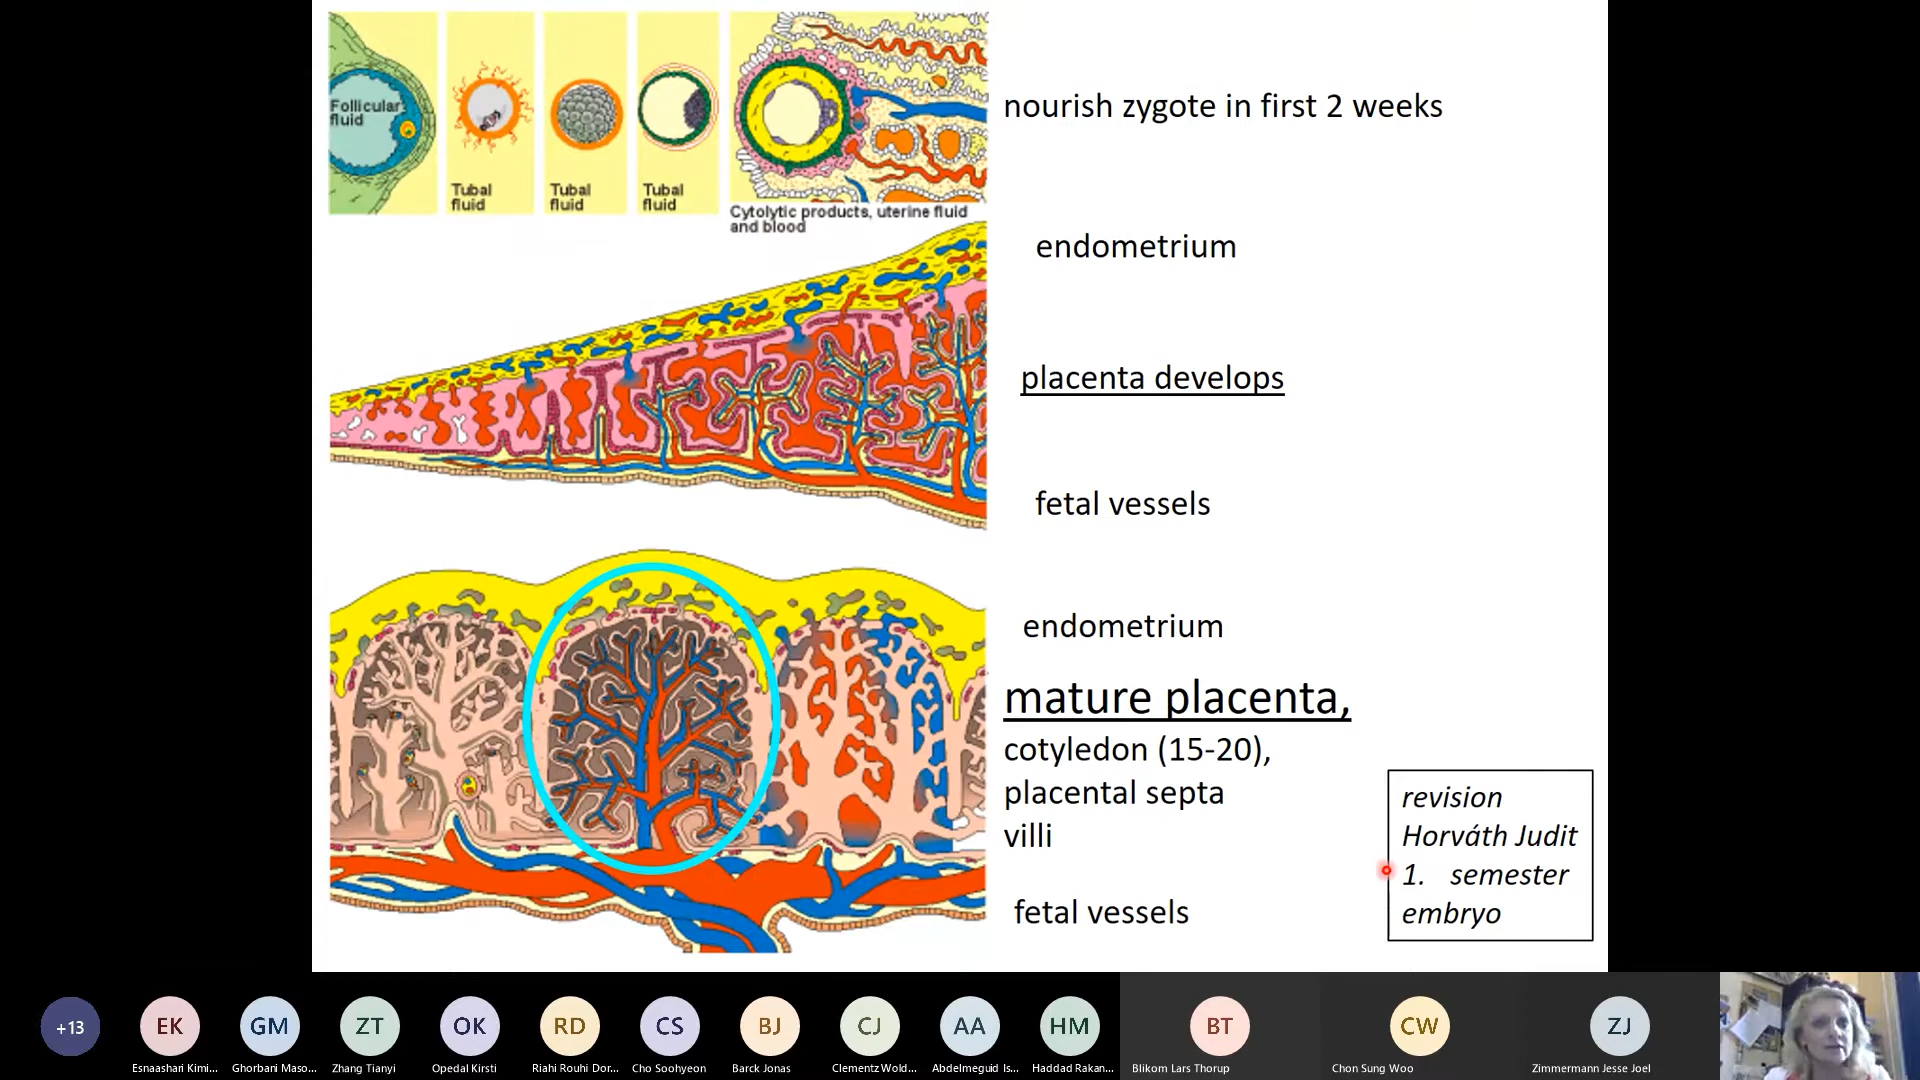 Follicular
fluid
Tubal
fluid
Tubal
fluid
Tubal
fluid
Cytolytic products, uterine fluid
and blood
nourish zygote in first 2 weeks
endometrium
placenta develops
fetal vessels
endometrium
mature placenta,
cotyledon (15-20),
placental septa
villi
fetal vessels
revision
Horváth Judit
1. semester
embryo
+13
EK
GM
ZT
OK
RD
CS
BJ
CJ
AA
HM
BT
CW
ZJ
Esnaashari Kimi...
Ghorbani Maso...
Zhang Tianyi
Opedal Kirsti
Riahi Rouhi Dor...
Cho Soohyeon
Barck Jonas
Clementz Wold...
Abdelmeguid Is...
Haddad Rakan...
Blikom Lars Thorup
Chon Sung Woo
Zimmermann Jesse Joel